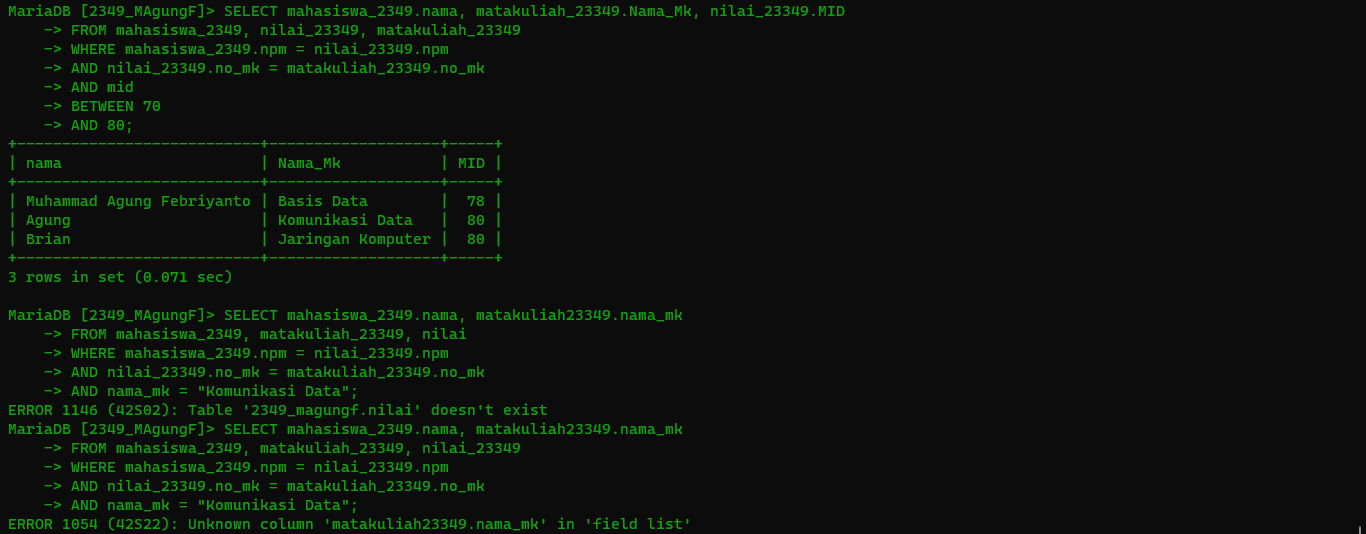 MariaDB [2349_MAgungF]> SELECT mahasiswa_2349.nama, matakuliah_23349.Nama_Mk, nilai_23349.MID
    -> FROM mahasiswa_2349, nilai_23349, matakuliah_23349
    -> WHERE mahasiswa_2349.npm = nilai_23349.npm
    -> AND nilai_23349.no_mk = matakuliah_23349.no_mk
    -> AND mid
    -> BETWEEN 70
    -> AND 80;
+---------------------------+-------------------+-----+
| nama                      | Nama_Mk           | MID |
+---------------------------+-------------------+-----+
| Muhammad Agung Febriyanto | Basis Data        |  78 |
| Agung                     | Komunikasi Data   |  80 |
| Brian                     | Jaringan Komputer |  80 |
+---------------------------+-------------------+-----+
3 rows in set (0.071 sec)

MariaDB [2349_MAgungF]> SELECT mahasiswa_2349.nama, matakuliah23349.nama_mk
    -> FROM mahasiswa_2349, matakuliah_23349, nilai
    -> WHERE mahasiswa_2349.npm = nilai_23349.npm
    -> AND nilai_23349.no_mk = matakuliah_23349.no_mk
    -> AND nama_mk = "Komunikasi Data";
ERROR 1146 (42S02): Table '2349_magungf.nilai' doesn't exist
MariaDB [2349_MAgungF]> SELECT mahasiswa_2349.nama, matakuliah23349.nama_mk
    -> FROM mahasiswa_2349, matakuliah_23349, nilai_23349
    -> WHERE mahasiswa_2349.npm = nilai_23349.npm
    -> AND nilai_23349.no_mk = matakuliah_23349.no_mk
    -> AND nama_mk = "Komunikasi Data";
ERROR 1054 (42S22): Unknown column 'matakuliah23349.nama_mk' in 'field list'